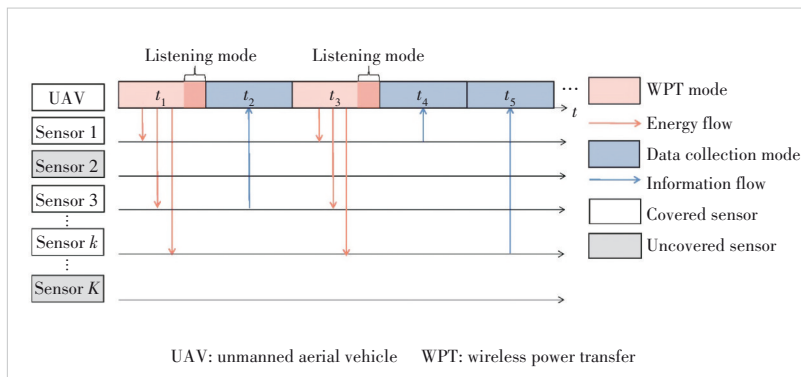 Listening mode Listening mode
UAV t1 t2 t3 t4 t5 ...
t
Sensor 1
Sensor 2
Sensor 3
⋮
Sensor k
⋮
Sensor K
WPT mode
Energy flow
Data collection mode
Information flow
Covered sensor
Uncovered sensor
UAV: unmanned aerial vehicle WPT: wireless power transfer